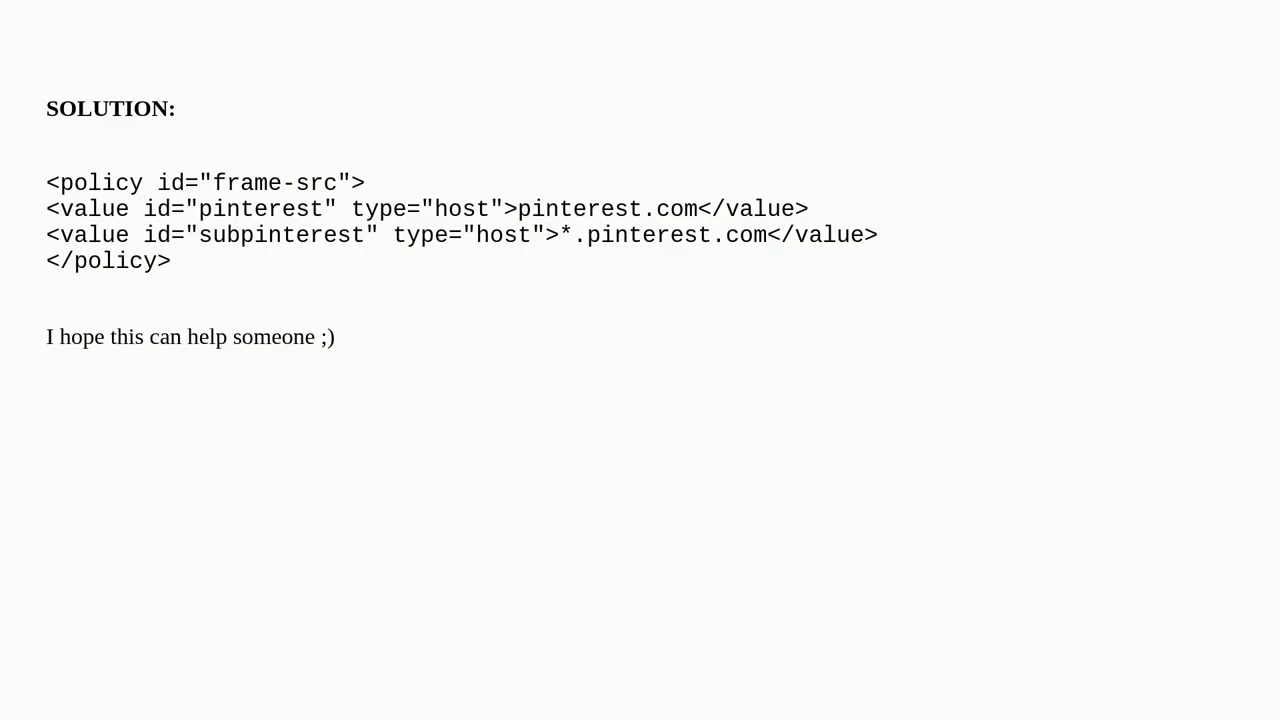 SOLUTION:
<policy id="frame-src">
<value id="pinterest" type="host">pinterest.com</value>
<value id="subpinterest" type="host">*.pinterest.com</value>
</policy>
I hope this can help someone ;)